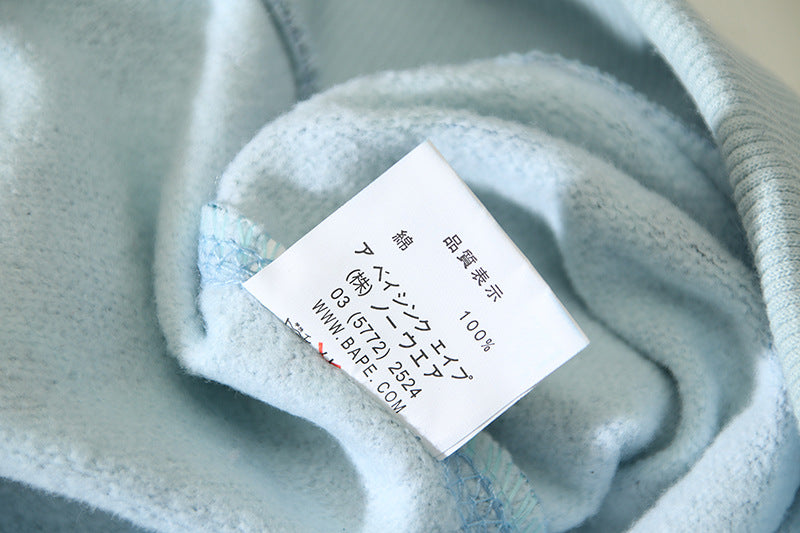 品質表示
綿 100%
ア ベイシンク エイプ
(株) ノーウエア
03 (5772) 2524
WWW.BAPE.COM